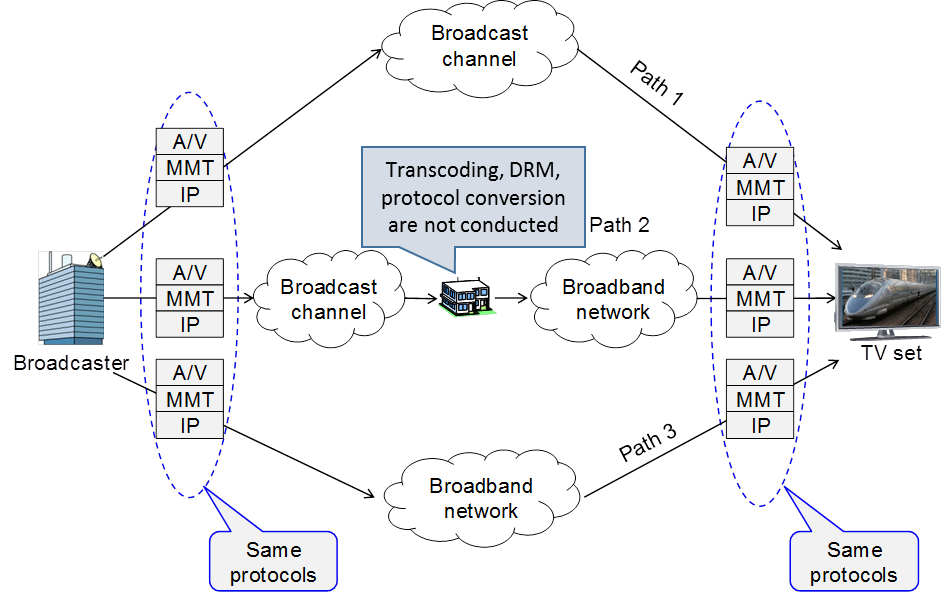 Broadcast
channel
Path 1
A/V
MMT
IP
A/V
MMT
IP
Transcoding, DRM,
protocol conversion
are not conducted
Path 2
A/V
MMT
IP
Broadcast
channel
Broadband
network
A/V
MMT
IP
Broadcaster
TV set
A/V
MMT
IP
A/V
MMT
IP
Path 3
Broadband
network
Same
protocols
Same
protocols